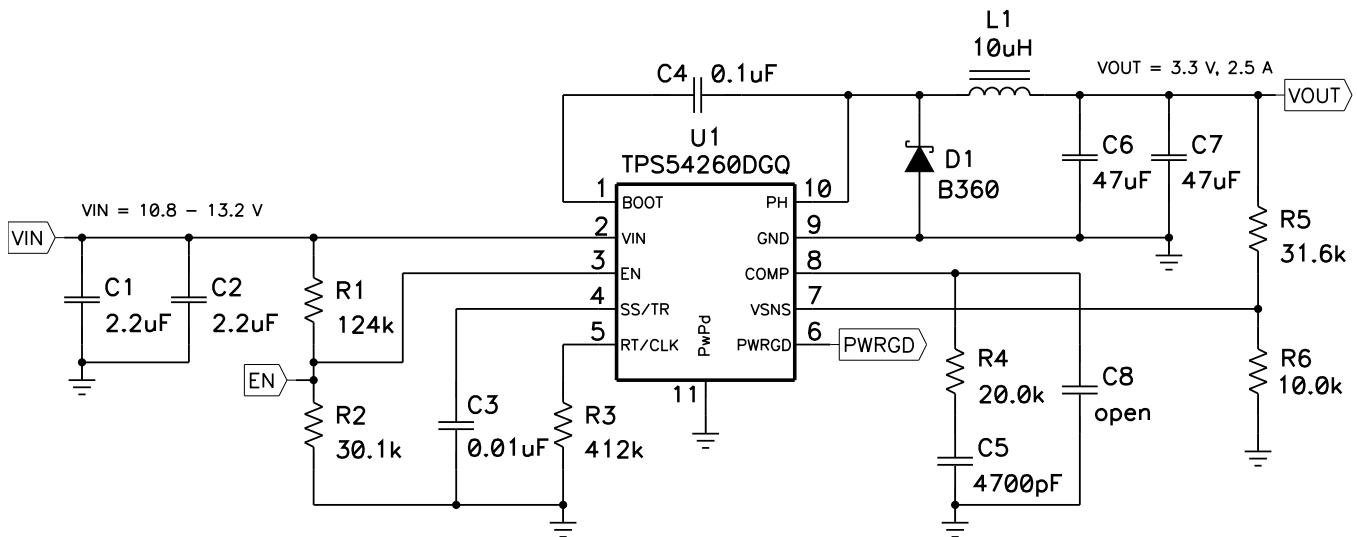 L1
10uH
C4 0.1uF
VOUT = 3.3 V, 2.5 A
VOUT
U1
TPS54260DGQ
D1
B360
C6
47uF
C7
47uF
1
BOOT
PH
10
VIN = 10.8 - 13.2 V
VIN
2
VIN
GND
9
R5
31.6k
3
EN
COMP
8
C1
2.2uF
C2
2.2uF
R1
124k
4
SS/TR
VSNS
7
5
RT/CLK
PwPd
PWRGD
6
PWRGD
11
EN
R2
30.1k
C3
0.01uF
R3
412k
R4
20.0k
C8
open
R6
10.0k
C5
4700pF